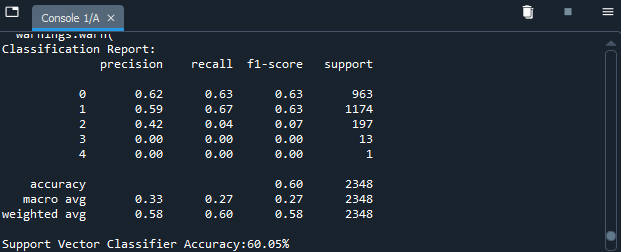 Console 1/A ×
warnings.warn(
Classification Report:
precision recall f1-score support
0 0.62 0.63 0.63 963
1 0.59 0.67 0.63 1174
2 0.42 0.04 0.07 197
3 0.00 0.00 0.00 13
4 0.00 0.00 0.00 1
accuracy 0.60 2348
macro avg 0.33 0.27 0.27 2348
weighted avg 0.58 0.60 0.58 2348
Support Vector Classifier Accuracy:60.05%